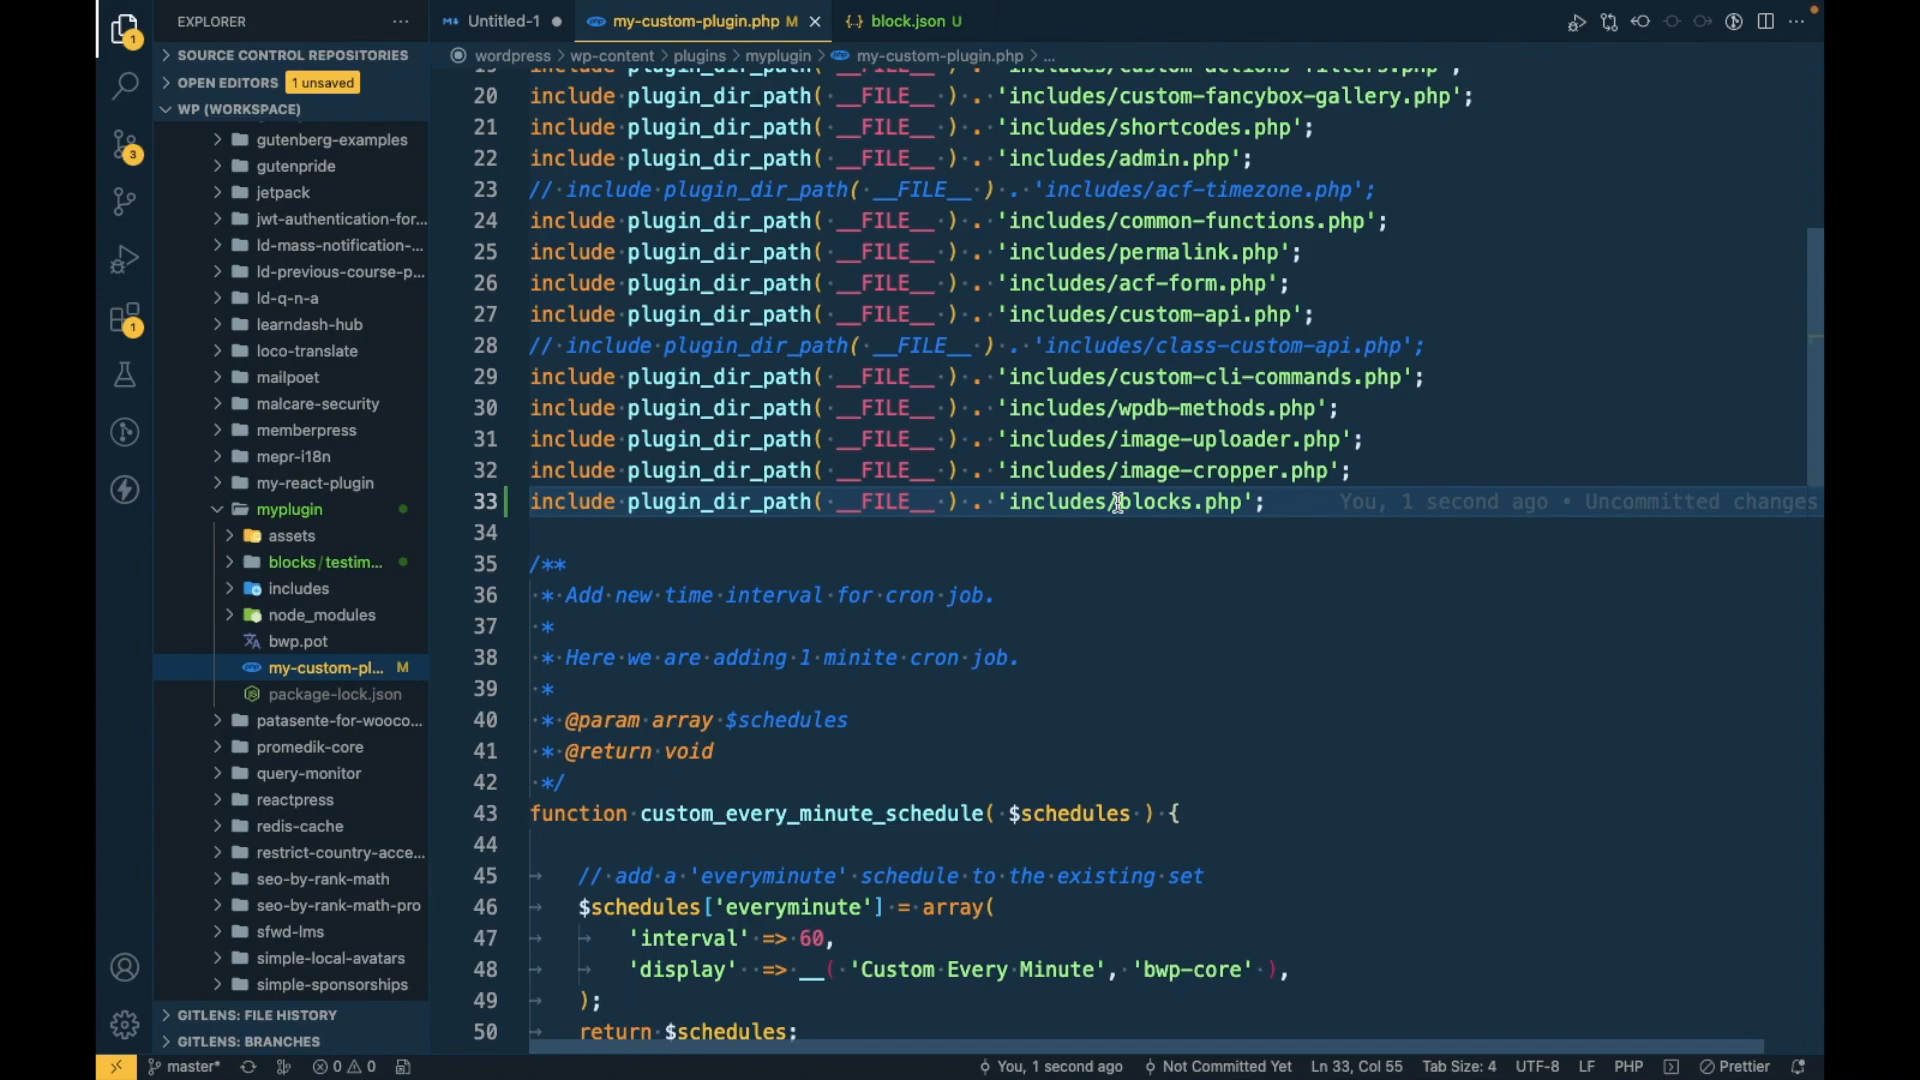 EXPLORER
Untitled-1
my-custom-plugin.php M
block.json U
SOURCE CONTROL REPOSITORIES
OPEN EDITORS 1 unsaved
WP (WORKSPACE)
gutenberg-examples
gutenpride
jetpack
jwt-authentication-for...
ld-mass-notification-...
ld-previous-course-p...
ld-q-n-a
learndash-hub
loco-translate
mailpoet
malcare-security
memberpress
mepr-i18n
my-react-plugin
myplugin
assets
blocks / testim...
includes
node_modules
bwp.pot
my-custom-pl... M
package-lock.json
patasente-for-wooco...
promedik-core
query-monitor
reactpress
redis-cache
restrict-country-acce...
seo-by-rank-math
seo-by-rank-math-pro
sfwd-lms
simple-local-avatars
simple-sponsorships
GITLENS: FILE HISTORY
GITLENS: BRANCHES
1
3
1
wordpress > wp-content > plugins > myplugin > my-custom-plugin.php > ...
19 include plugin_dir_path( __FILE__ ) . 'includes/custom-actions-filters.php';
20 include plugin_dir_path( __FILE__ ) . 'includes/custom-fancybox-gallery.php';
21 include plugin_dir_path( __FILE__ ) . 'includes/shortcodes.php';
22 include plugin_dir_path( __FILE__ ) . 'includes/admin.php';
23 // include plugin_dir_path( __FILE__ ) . 'includes/acf-timezone.php';
24 include plugin_dir_path( __FILE__ ) . 'includes/common-functions.php';
25 include plugin_dir_path( __FILE__ ) . 'includes/permalink.php';
26 include plugin_dir_path( __FILE__ ) . 'includes/acf-form.php';
27 include plugin_dir_path( __FILE__ ) . 'includes/custom-api.php';
28 // include plugin_dir_path( __FILE__ ) . 'includes/class-custom-api.php';
29 include plugin_dir_path( __FILE__ ) . 'includes/custom-cli-commands.php';
30 include plugin_dir_path( __FILE__ ) . 'includes/wpdb-methods.php';
31 include plugin_dir_path( __FILE__ ) . 'includes/image-uploader.php';
32 include plugin_dir_path( __FILE__ ) . 'includes/image-cropper.php';
33 include plugin_dir_path( __FILE__ ) . 'includes/blocks.php'; You, 1 second ago • Uncommitted changes
34
35 /**
36 * Add new time interval for cron job.
37 *
38 * Here we are adding 1 minite cron job.
39 *
40 * @param array $schedules
41 * @return void
42 */
43 function custom_every_minute_schedule( $schedules ) {
44
45 // add a 'everyminute' schedule to the existing set
46 $schedules['everyminute'] = array(
47 'interval' => 60,
48 'display' => __( 'Custom Every Minute', 'bwp-core' ),
49 );
50 return $schedules;
master* 0 0 You, 1 second ago Not Committed Yet Ln 33, Col 55 Tab Size: 4 UTF-8 LF PHP Prettier